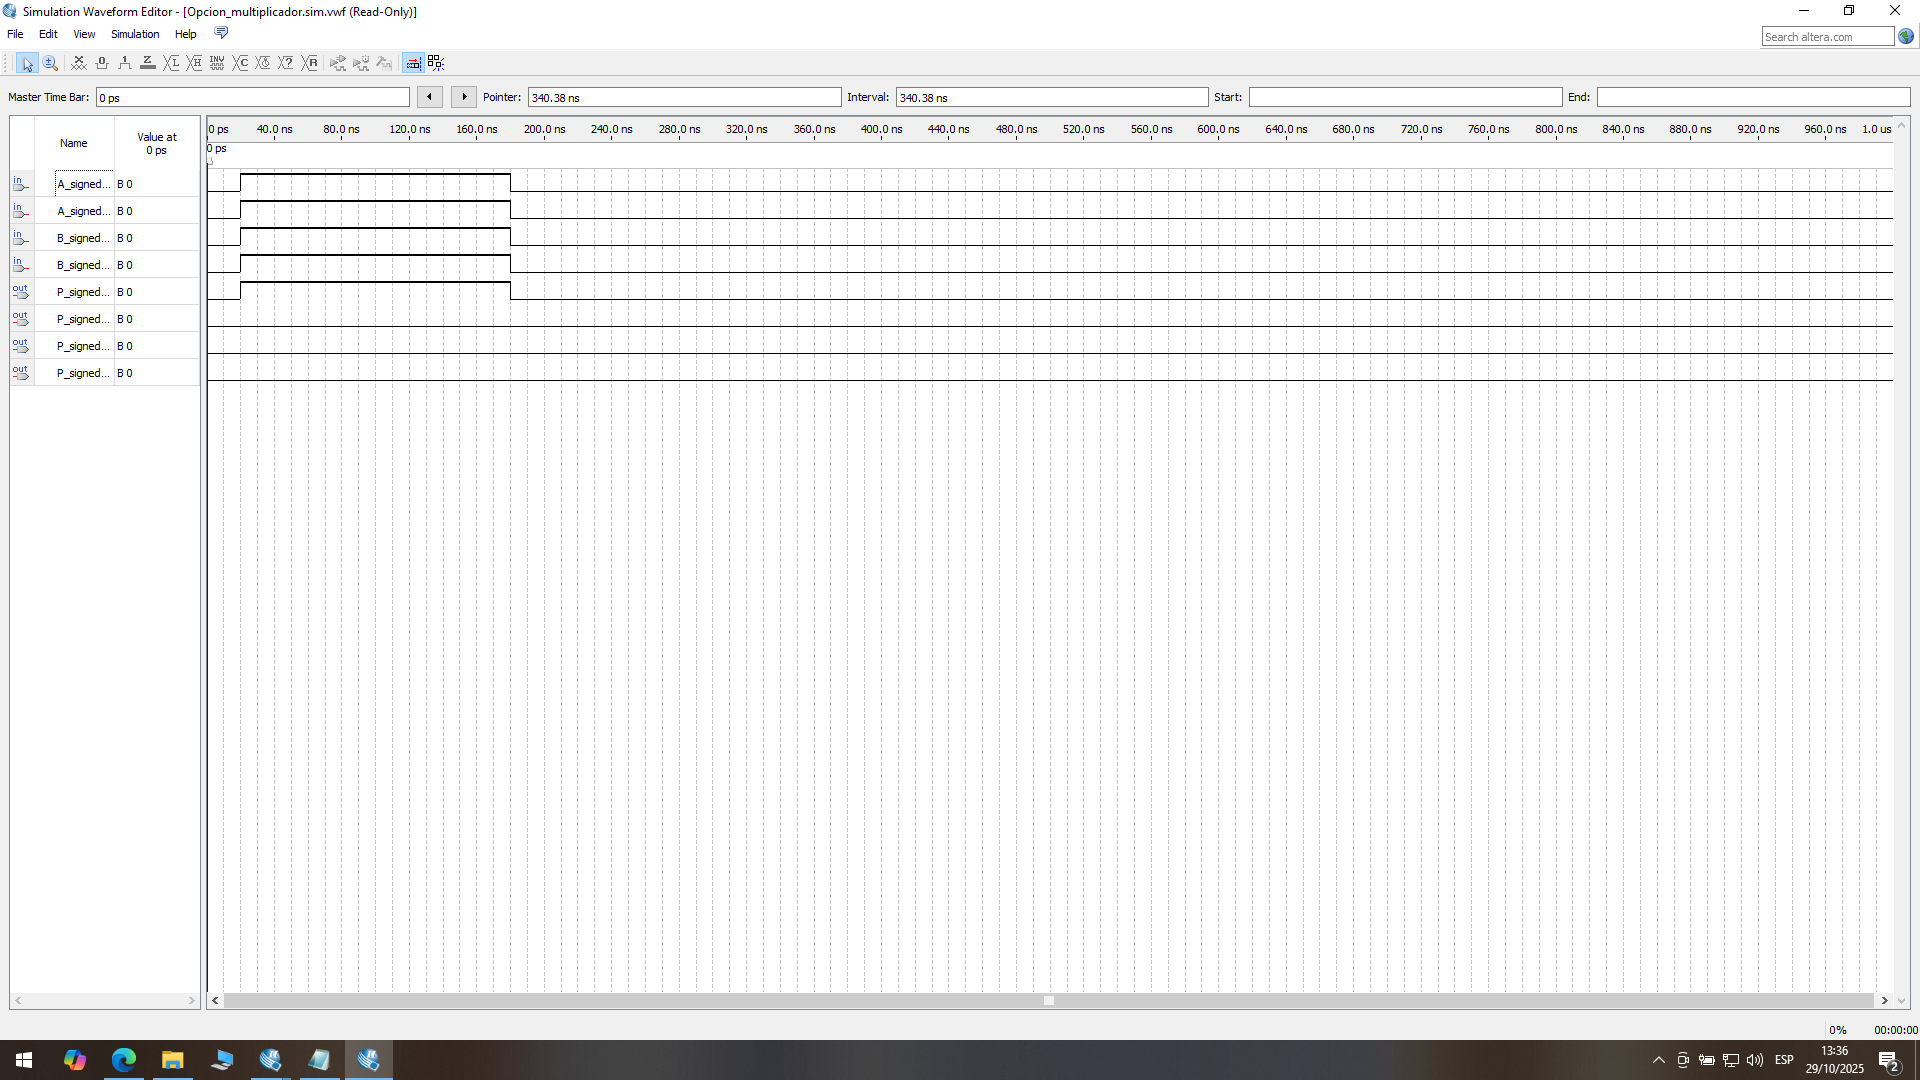 Simulation Waveform Editor - [Opcion_multiplicador.sim.vwf (Read-Only)]
File Edit View Simulation Help
Search altera.com
Master Time Bar: 0 ps Pointer: 340.38 ns Interval: 340.38 ns Start: End:
Name Value at 0 ps
0 ps 40.0 ns 80.0 ns 120.0 ns 160.0 ns 200.0 ns 240.0 ns 280.0 ns 320.0 ns 360.0 ns 400.0 ns 440.0 ns 480.0 ns 520.0 ns 560.0 ns 600.0 ns 640.0 ns 680.0 ns 720.0 ns 760.0 ns 800.0 ns 840.0 ns 880.0 ns 920.0 ns 960.0 ns 1.0 us
0 ps
in A_signed... B 0
in A_signed... B 0
in B_signed... B 0
in B_signed... B 0
out P_signed... B 0
out P_signed... B 0
out P_signed... B 0
out P_signed... B 0
0% 00:00:00
ESP
13:36
29/10/2025
2